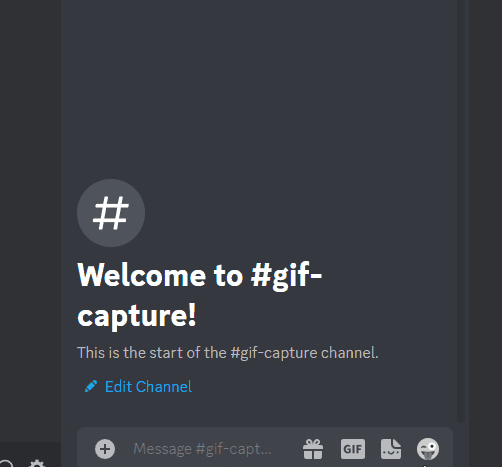 #
Welcome to #gif-
capture!
This is the start of the #gif-capture channel.
Edit Channel
Message #gif-capt...
GIF